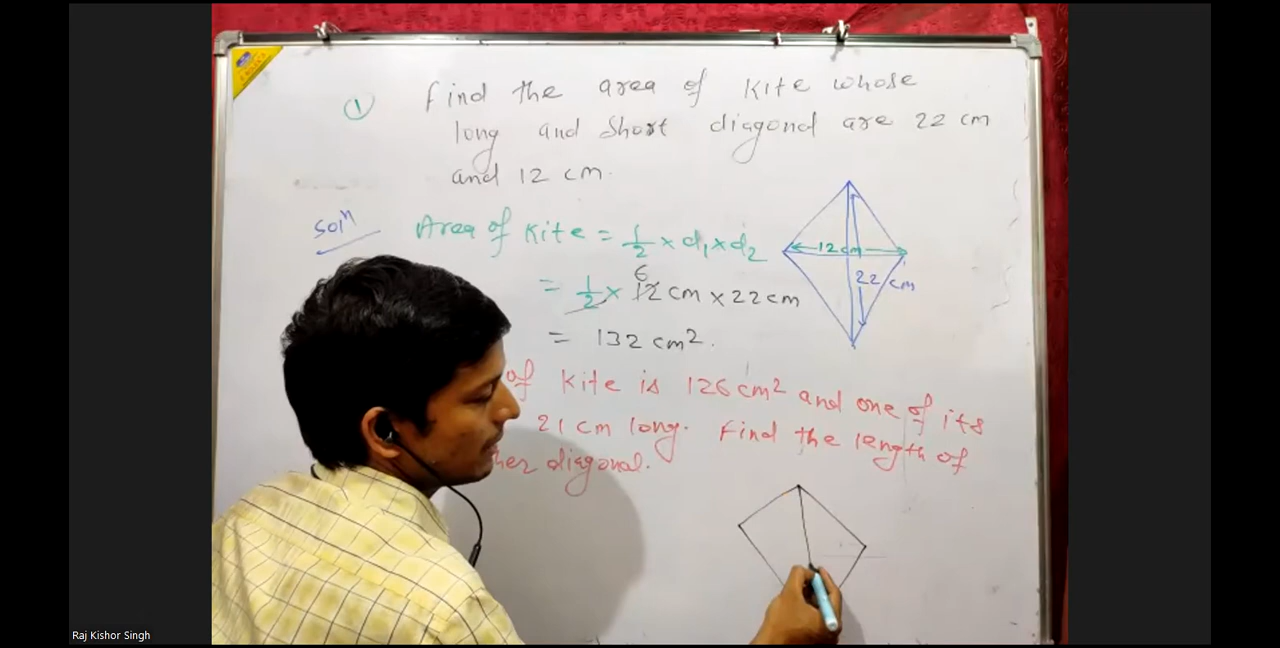 ① Find the area of Kite whose
long and short diagonal are 22 cm
and 12 cm.
Solⁿ Area of Kite = 1/2 × d₁ × d₂
= 1/2 × 12 cm × 22 cm
6
= 132 cm².
12 cm
22 cm
of Kite is 126 cm² and one of its
21 cm long. Find the length of
her diagonal.
Raj Kishor Singh